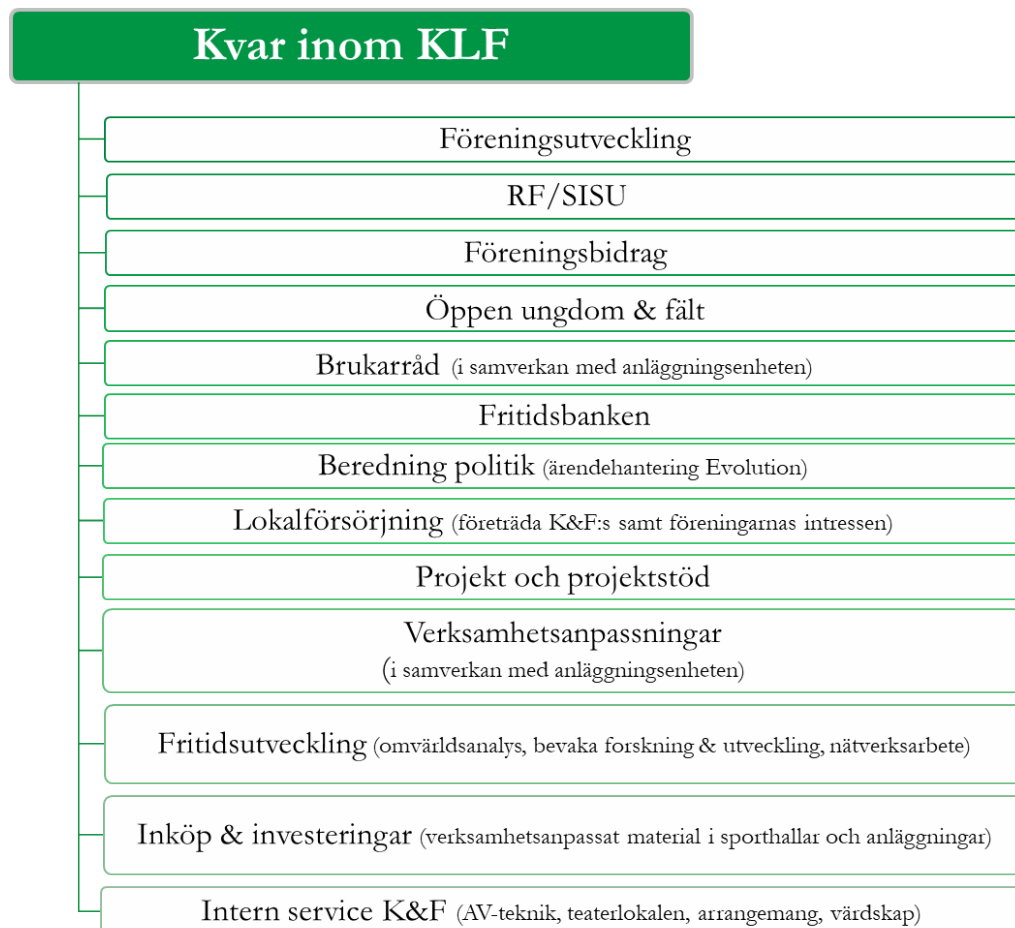 Kvar inom KLF
Föreningsutveckling
RF/SISU
Föreningsbidrag
Öppen ungdom & fält
Brukarråd (i samverkan med anläggningsenheten)
Fritidsbanken
Beredning politik (ärendehantering Evolution)
Lokalförsörjning (företräda K&F:s samt föreningarnas intressen)
Projekt och projektstöd
Verksamhetsanpassningar
(i samverkan med anläggningsenheten)
Fritidsutveckling (omvärldsanalys, bevaka forskning & utveckling, nätverksarbete)
Inköp & investeringar (verksamhetsanpassat material i sporthallar och anläggningar)
Intern service K&F (AV-teknik, teaterlokalen, arrangemang, värdskap)